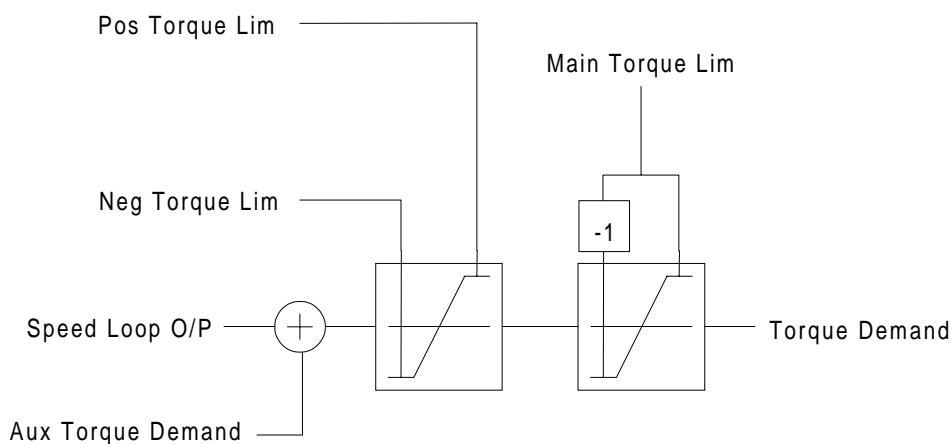 Pos Torque Lim
Main Torque Lim
Neg Torque Lim
-1
Speed Loop O/P
Torque Demand
Aux Torque Demand